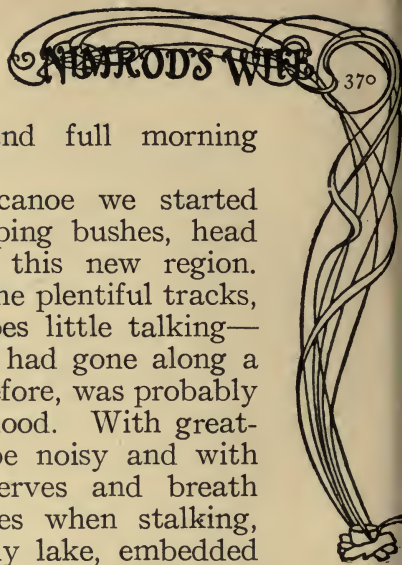 NIMROD'S WIFE
370
nd full morning
canoe we started
ping bushes, head
this new region.
ne plentiful tracks,
es little talking—
had gone along a
fore, was probably
ood. With great-
be noisy and with
erves and breath
es when stalking,
y lake, embedded